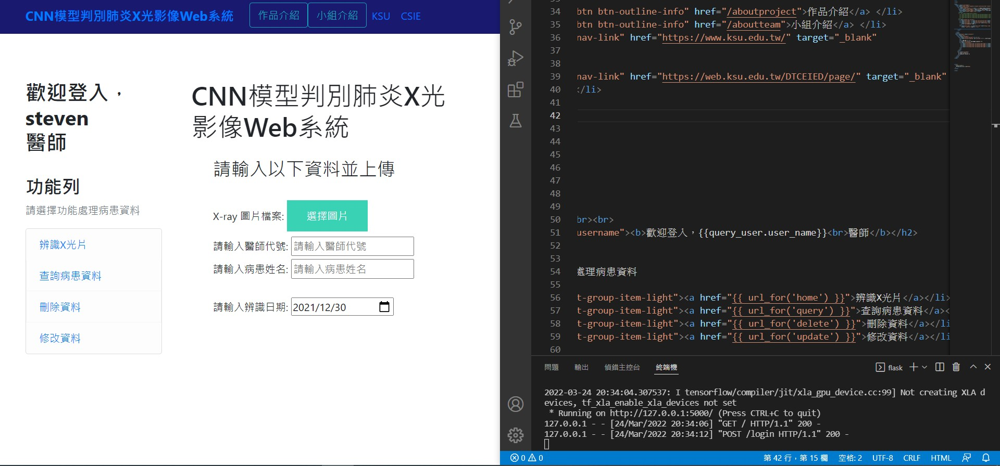 CNN模型判別肺炎X光影像Web系統 作品介紹 小組介紹 KSU CSIE
歡迎登入，
steven
醫師
功能列
請選擇功能處理病患資料
辨識X光片
查詢病患資料
刪除資料
修改資料
CNN模型判別肺炎X光
影像Web系統
請輸入以下資料並上傳
X-ray 圖片檔案: 選擇圖片
請輸入醫師代號: 請輸入醫師代號
請輸入病患姓名: 請輸入病患姓名
請輸入辨識日期: 2021/12/30
34 btn btn-outline-info" href="/aboutproject">作品介紹</a> </li>
35 btn btn-outline-info" href="/aboutteam">小組介紹</a> </li>
36 nav-link" href="https://www.ksu.edu.tw/" target="_blank"
37
38
39 nav-link" href="https://web.ksu.edu.tw/DTCEIED/page/" target="_blank"
40 </li>
41
42
43
44
45
46
47
48
49
50 br><br>
51 username"><b>歡迎登入，{{query_user.user_name}}<br>醫師</b></h2>
52
53
54 處理病患資料
55
56 t-group-item-light"><a href="{{ url_for('home') }}">辨識X光片</a></li>
57 t-group-item-light"><a href="{{ url_for('query') }}">查詢病患資料</a><
58 t-group-item-light"><a href="{{ url_for('delete') }}">刪除資料</a></li
59 t-group-item-light"><a href="{{ url_for('update') }}">修改資料</a></li
60
問題 輸出 偵錯主控台 終端機 flask
2022-03-24 20:34:04.307537: I tensorflow/compiler/jit/xla_gpu_device.cc:99] Not creating XLA d
evices, tf_xla_enable_xla_devices not set
 * Running on http://127.0.0.1:5000/ (Press CTRL+C to quit)
127.0.0.1 - - [24/Mar/2022 20:34:06] "GET / HTTP/1.1" 200 -
127.0.0.1 - - [24/Mar/2022 20:34:12] "POST /login HTTP/1.1" 200 -
0 0 第 42 行，第 15 欄 空格: 2 UTF-8 CRLF HTML